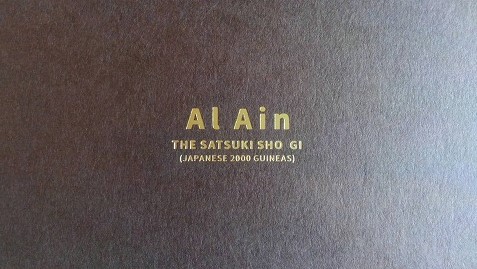 Al Ain
THE SATSUKI SHO GI
(JAPANESE 2000 GUINEAS)